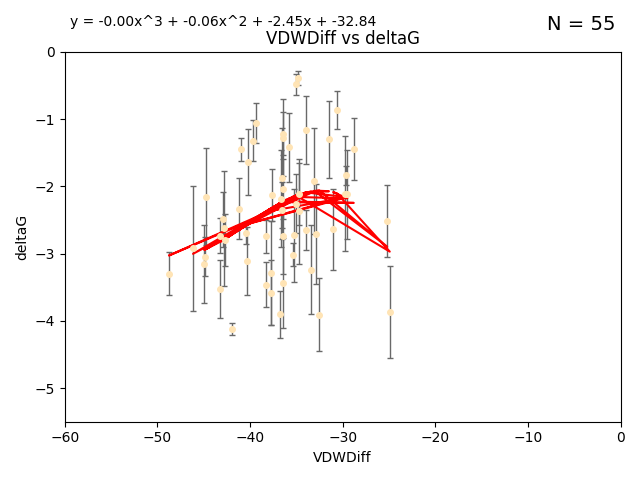 y = -0.00x^3 + -0.06x^2 + -2.45x + -32.84
N = 55
VDWDiff vs deltaG
0
−1
−2
−3
−4
−5
deltaG
−60 −50 −40 −30 −20 −10 0
VDWDiff